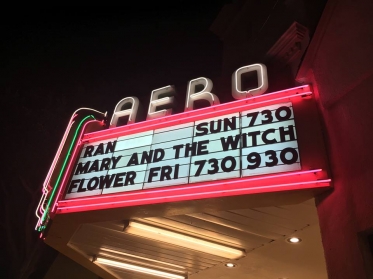 AERO
RAN SUN 730
MARY AND THE WITCH
FLOWER FRI 730 930